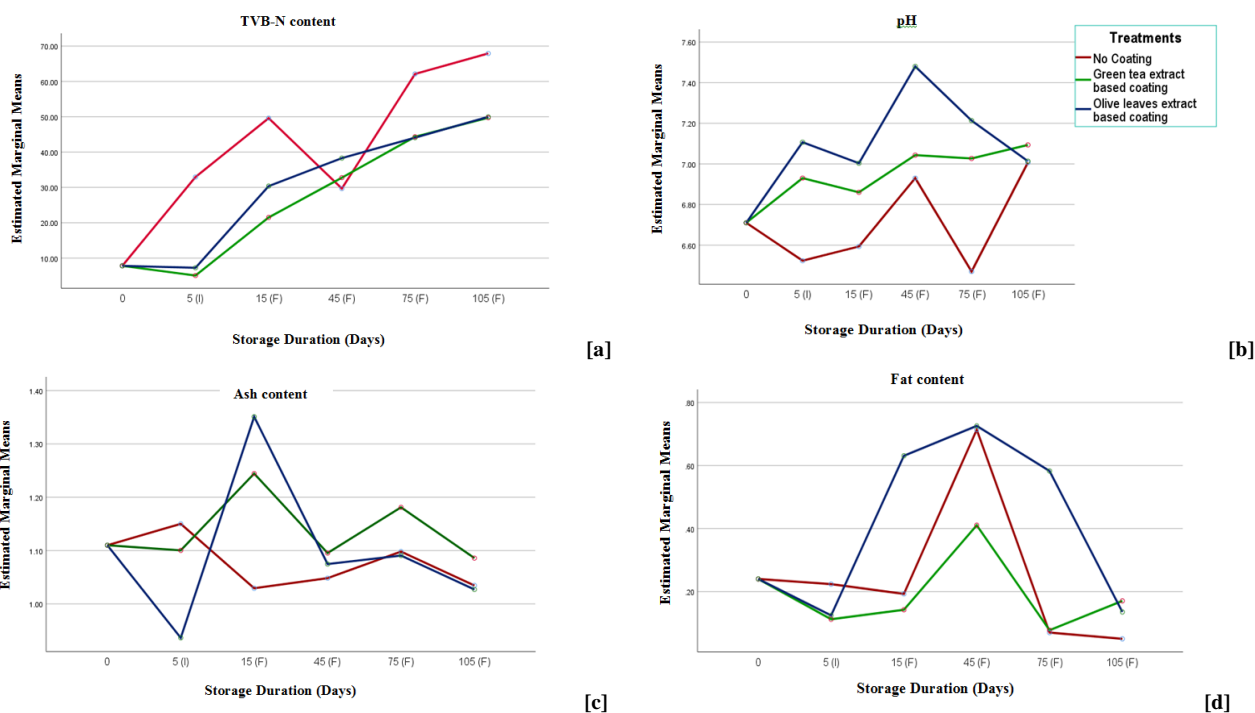 TVB-N content
Estimated Marginal Means
70.00
60.00
50.00
40.00
30.00
20.00
10.00
0
5 (I)
15 (F)
45 (F)
75 (F)
105 (F)
Storage Duration (Days)
[a]
pH
Estimated Marginal Means
7.60
7.40
7.20
7.00
6.80
6.60
0
5 (I)
15 (F)
45 (F)
75 (F)
105 (F)
Storage Duration (Days)
Treatments
No Coating
Green tea extract
based coating
Olive leaves extract
based coating
[b]
Ash content
Estimated Marginal Means
1.40
1.30
1.20
1.10
1.00
0
5 (I)
15 (F)
45 (F)
75 (F)
105 (F)
Storage Duration (Days)
[c]
Fat content
Estimated Marginal Means
.80
.60
.40
.20
0
5 (I)
15 (F)
45 (F)
75 (F)
105 (F)
Storage Duration (Days)
[d]